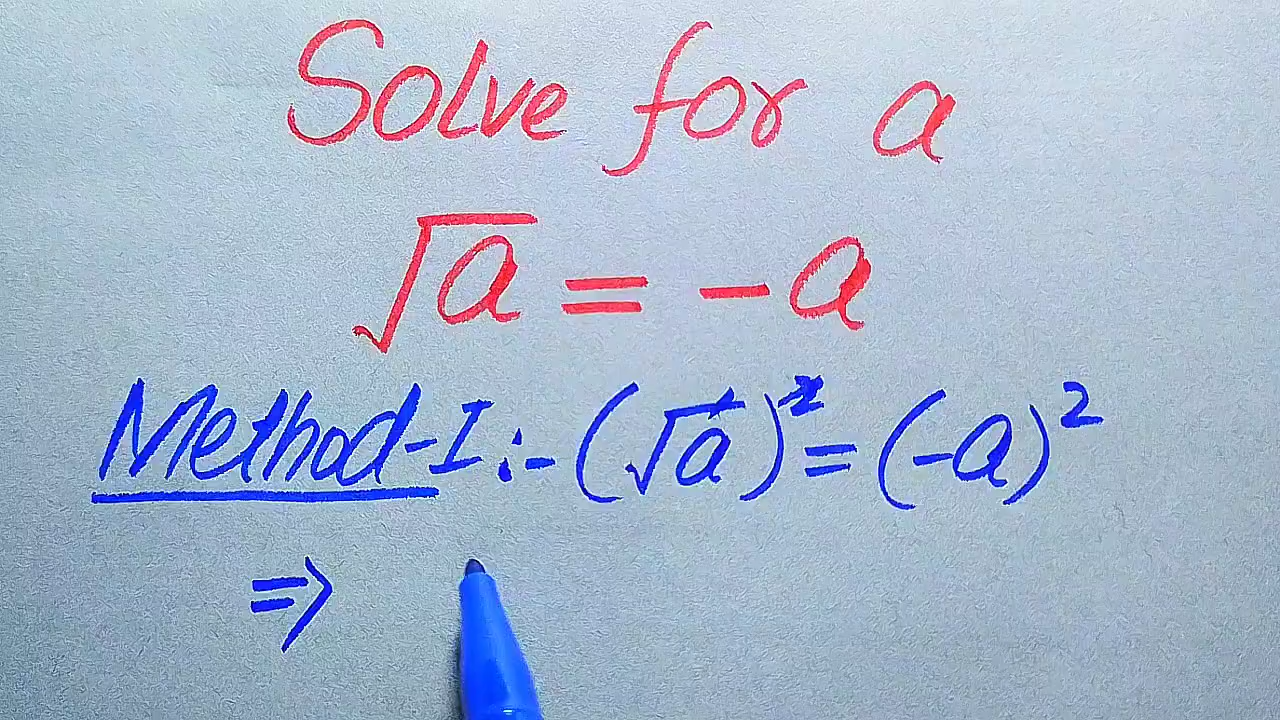 Solve for a
√a = -a
Method-I:- (√a)² = (-a)²
⇒